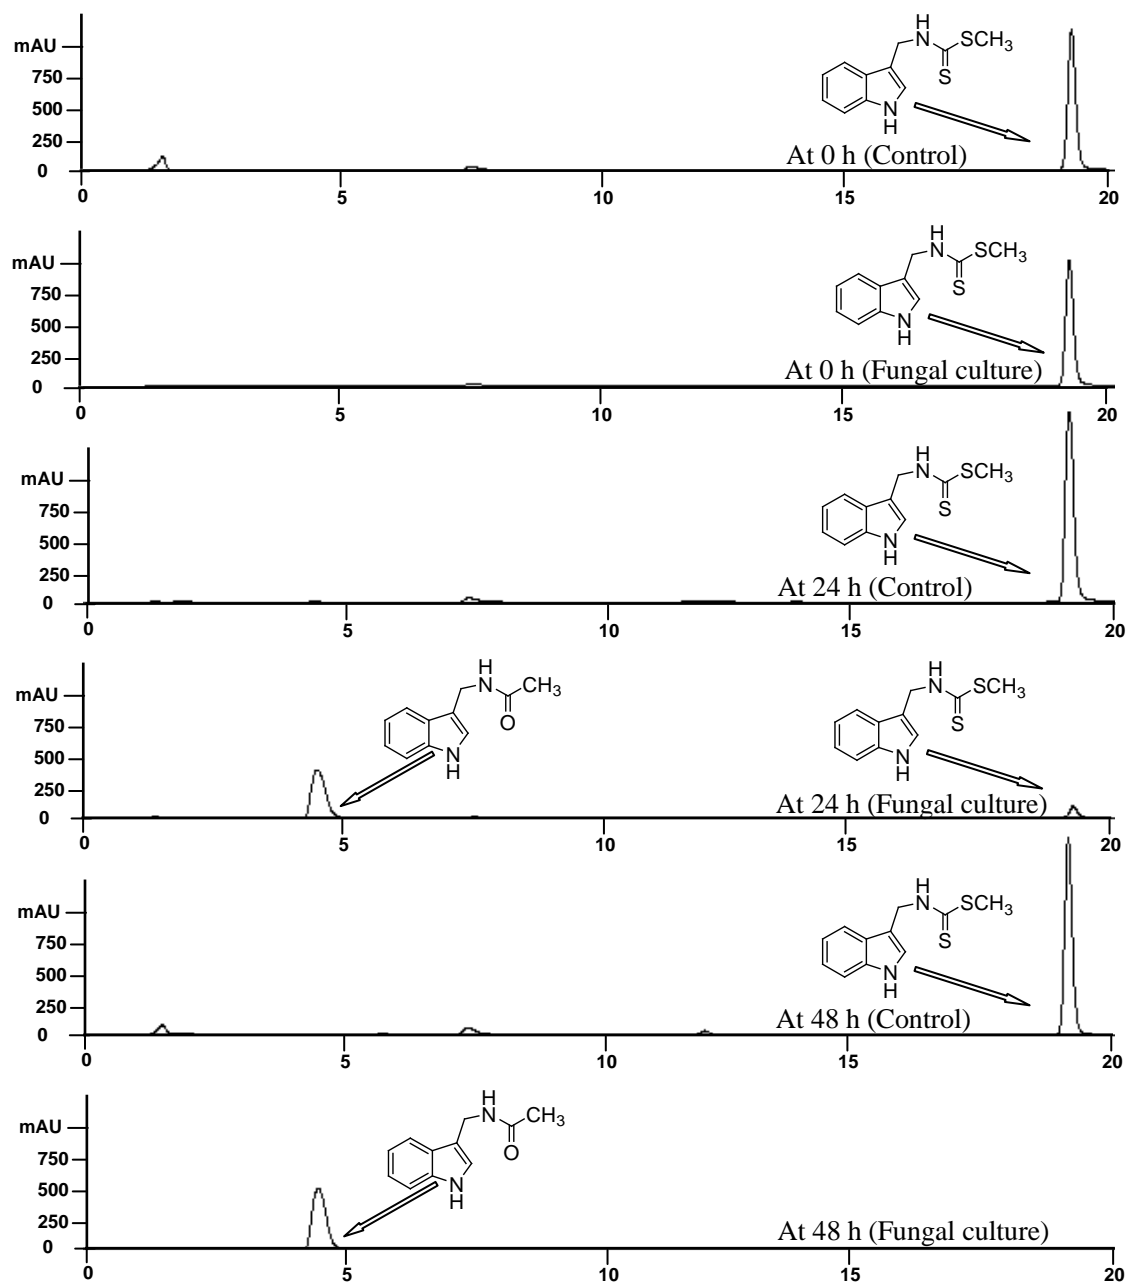 mAU
750
500
250
0
0 5 10 15 20
H
N SCH3
S
N
H
At 0 h (Control)
mAU
750
500
250
0
0 5 10 15 20
H
N SCH3
S
N
H
At 0 h (Fungal culture)
mAU
750
500
250
0
0 5 10 15 20
H
N SCH3
S
N
H
At 24 h (Control)
mAU
750
500
250
0
0 5 10 15 20
H
N CH3
O
N
H
H
N SCH3
S
N
H
At 24 h (Fungal culture)
mAU
750
500
250
0
0 5 10 15 20
H
N SCH3
S
N
H
At 48 h (Control)
mAU
750
500
250
0
0 5 10 15 20
H
N CH3
O
N
H
At 48 h (Fungal culture)